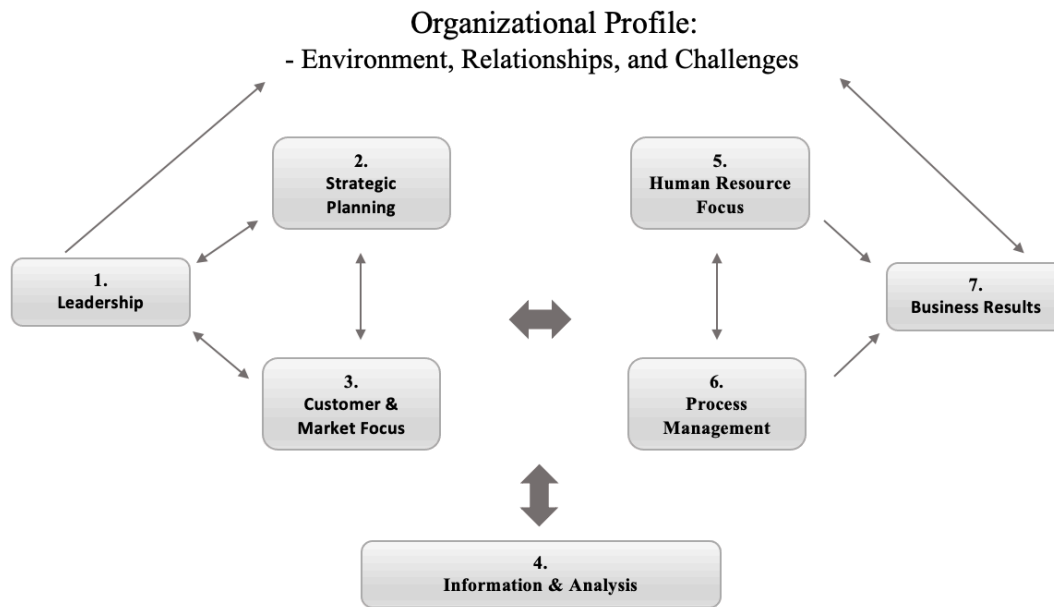 Organizational Profile:
- Environment, Relationships, and Challenges
2.
Strategic
Planning
5.
Human Resource
Focus
1.
Leadership
7.
Business Results
3.
Customer &
Market Focus
6.
Process
Management
4.
Information & Analysis